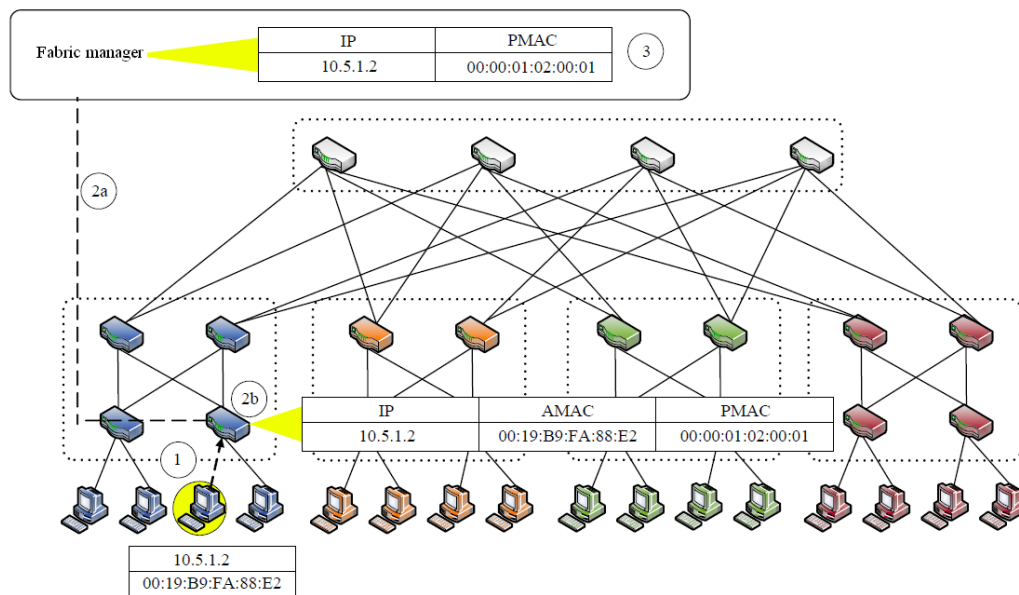 IP PMAC
Fabric manager 10.5.1.2 00:00:01:02:00:01 3
2a
2b
IP AMAC PMAC
10.5.1.2 00:19:B9:FA:88:E2 00:00:01:02:00:01
1
10.5.1.2
00:19:B9:FA:88:E2